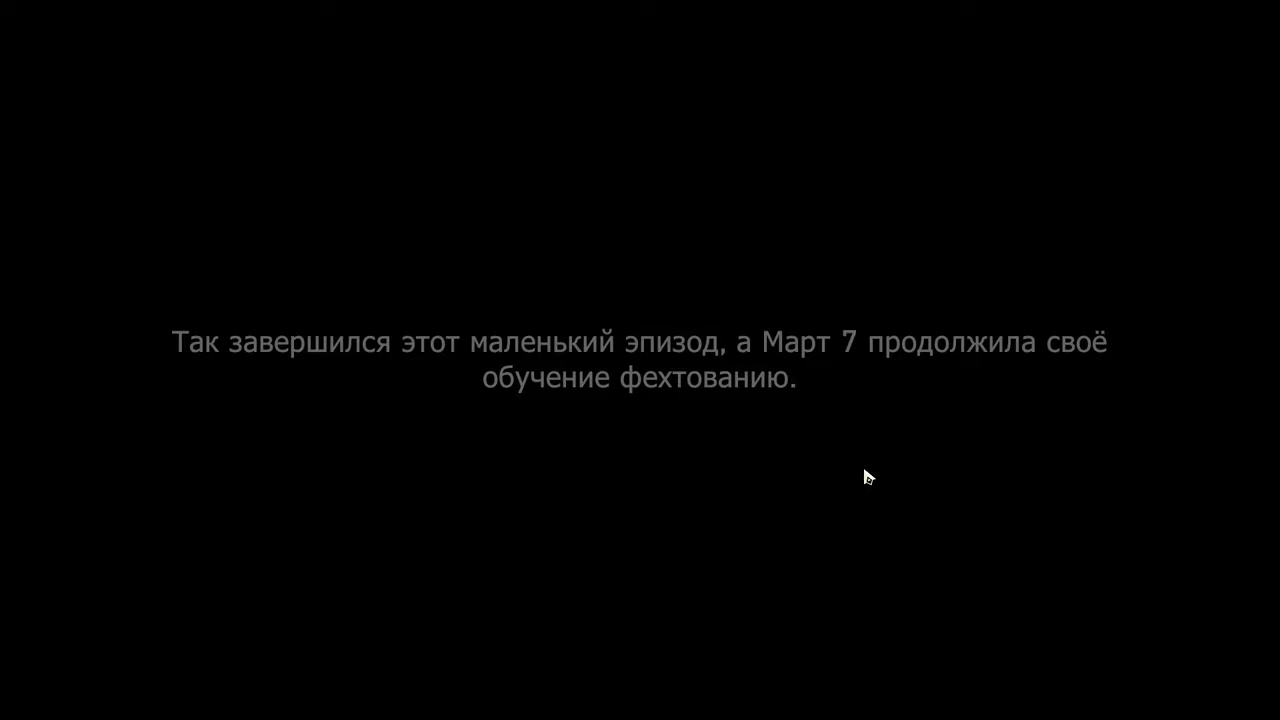 Так завершился этот маленький эпизод, а Март 7 продолжила своё
обучение фехтованию.